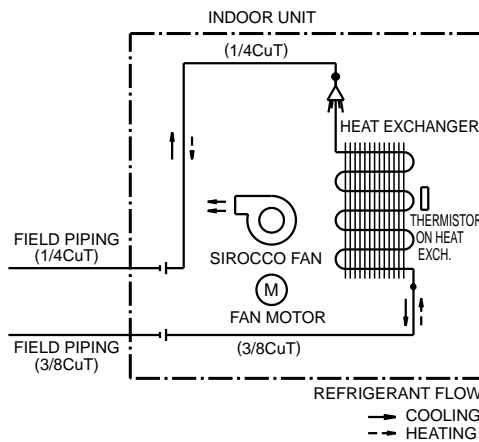 INDOOR UNIT
(1/4CuT)
HEAT EXCHANGER
THERMISTOR
ON HEAT
EXCH.
FIELD PIPING
(1/4CuT)
SIROCCO FAN
M
FAN MOTOR
FIELD PIPING
(3/8CuT)
(3/8CuT)
REFRIGERANT FLOW
COOLING
HEATING